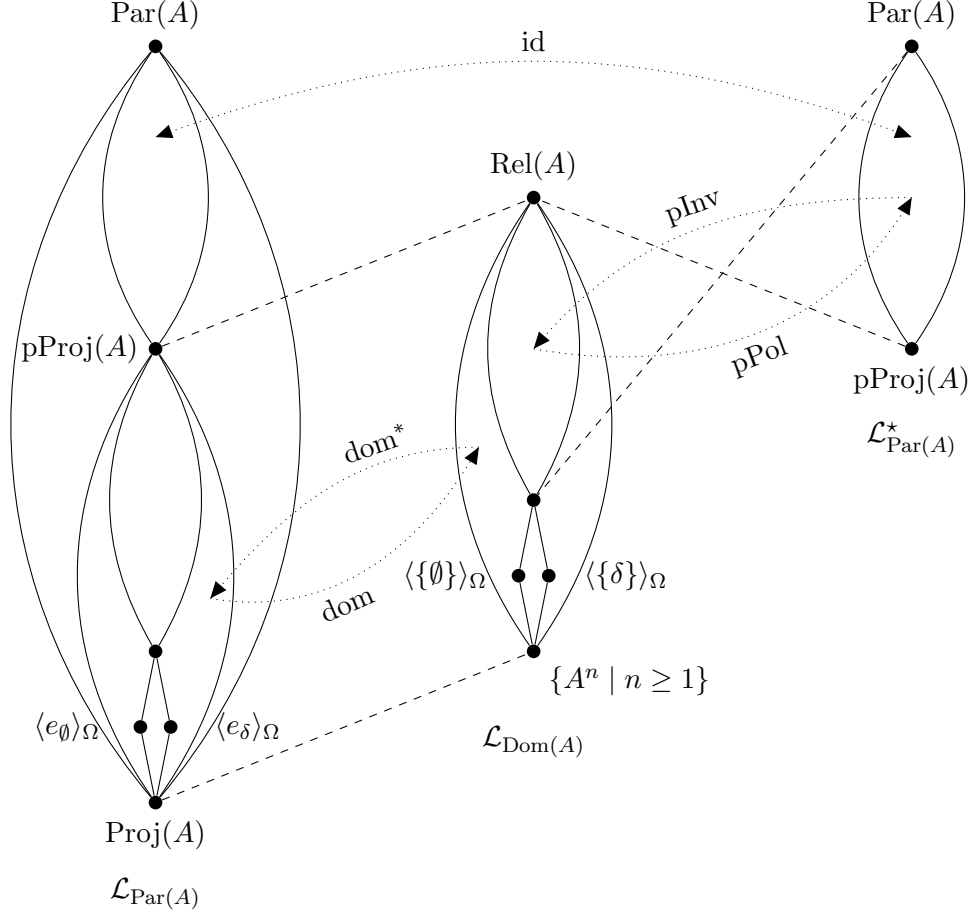 Par(A)
Par(A)
id
Rel(A)
pInv
pProj(A)
pPol
pProj(A)
ℒ⋆Par(A)
dom*
⟨{∅}⟩Ω
⟨{δ}⟩Ω
dom
{Aⁿ | n ≥ 1}
⟨e∅⟩Ω
⟨eδ⟩Ω
ℒDom(A)
Proj(A)
ℒPar(A)